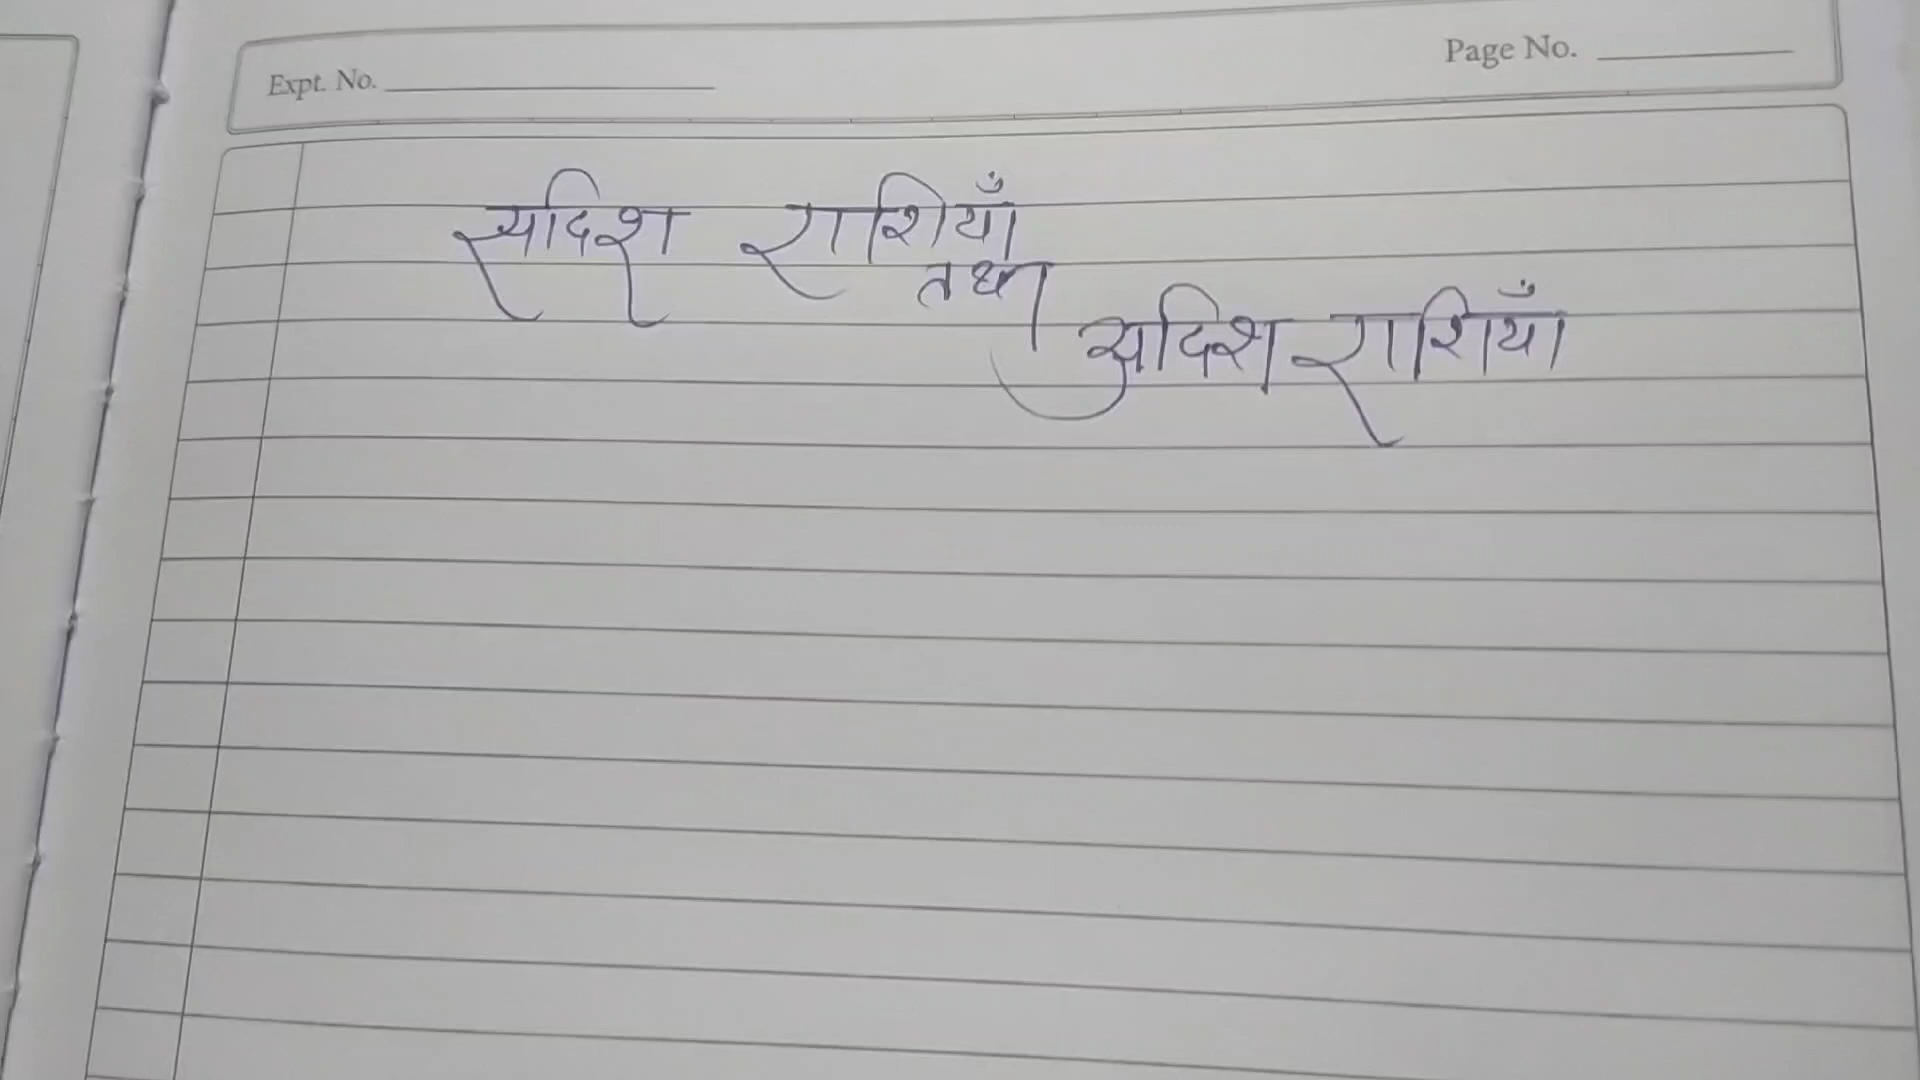 Expt. No.
Page No.
सदिश राशियाँ
तथा
अदिश राशियाँ